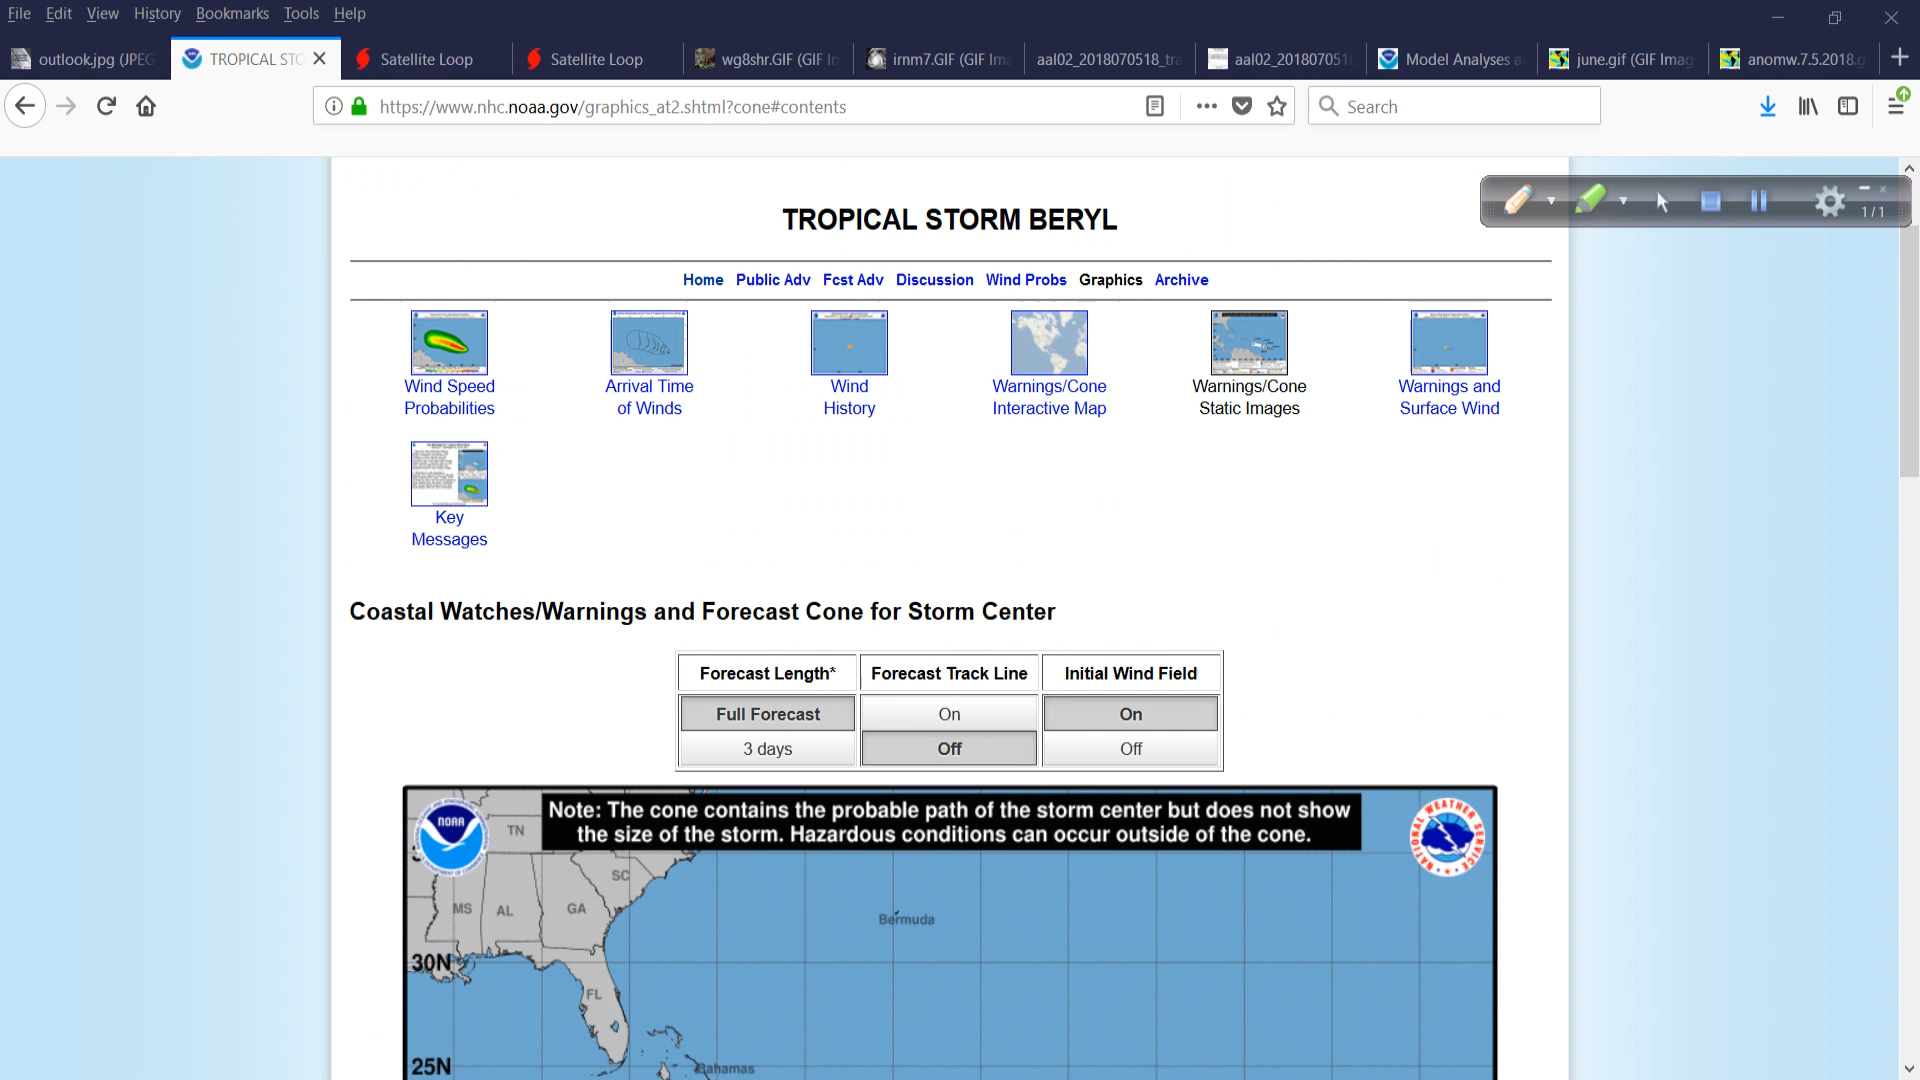 File Edit View History Bookmarks Tools Help
outlook.jpg (JPEG
TROPICAL STO
Satellite Loop
Satellite Loop
wg8shr.GIF (GIF Im
irnm7.GIF (GIF Ima
aal02_2018070518_tra
aal02_2018070518
Model Analyses a
june.gif (GIF Imag
anomw.7.5.2018.g
https://www.nhc.noaa.gov/graphics_at2.shtml?cone#contents
Search
1/1
TROPICAL STORM BERYL
Home Public Adv Fcst Adv Discussion Wind Probs Graphics Archive
Wind Speed
Probabilities
Arrival Time
of Winds
Wind
History
Warnings/Cone
Interactive Map
Warnings/Cone
Static Images
Warnings and
Surface Wind
Key
Messages
Coastal Watches/Warnings and Forecast Cone for Storm Center
Forecast Length* Forecast Track Line Initial Wind Field
Full Forecast On On
3 days Off Off
Note: The cone contains the probable path of the storm center but does not show
the size of the storm. Hazardous conditions can occur outside of the cone.
NOAA
NATIONAL WEATHER SERVICE
TN
SC
MS AL GA
Bermuda
30N
FL
25N
Bahamas